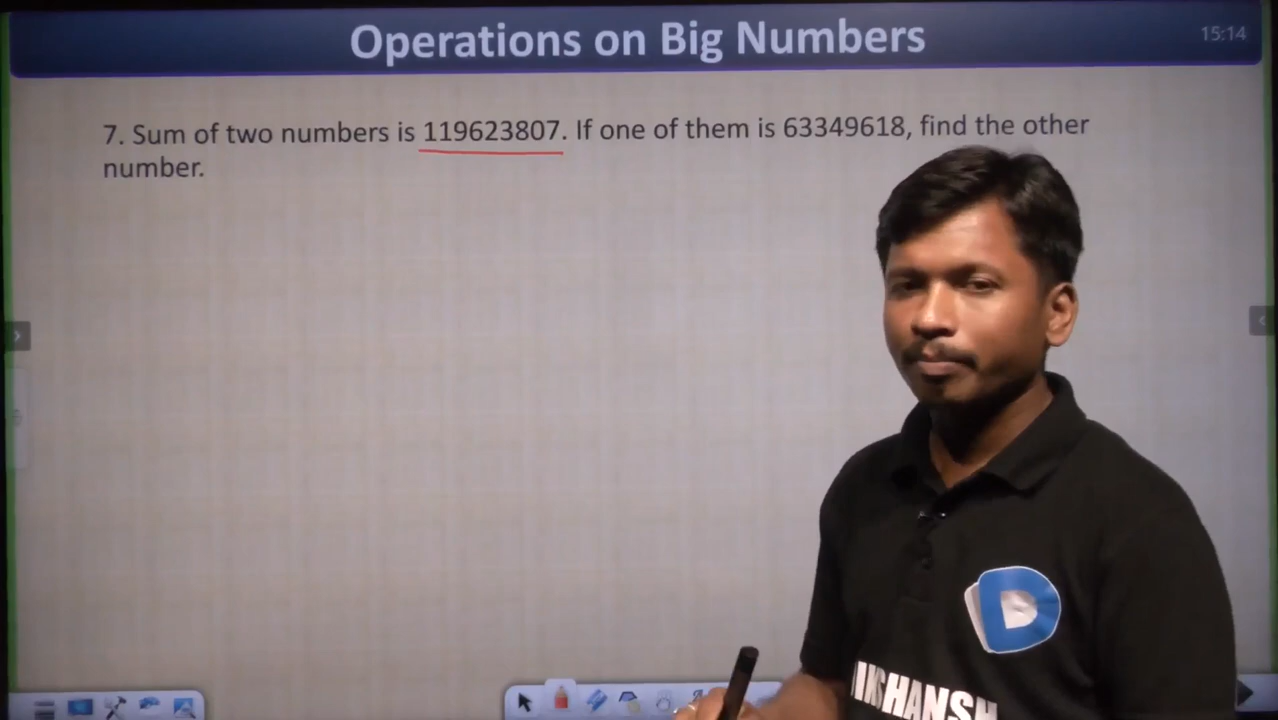 Operations on Big Numbers
15:14
7. Sum of two numbers is 119623807. If one of them is 63349618, find the other
number.
D
IKSHANSH